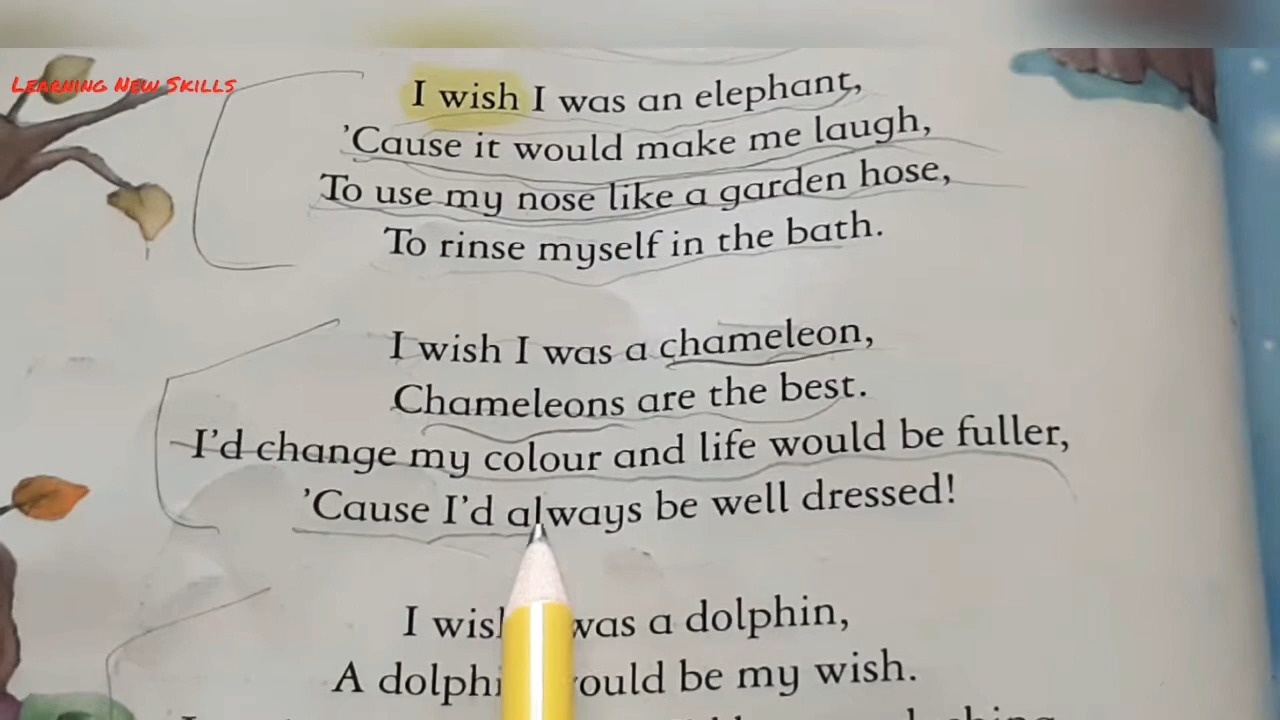 Learning New Skills
I wish I was an elephant,
'Cause it would make me laugh,
To use my nose like a garden hose,
To rinse myself in the bath.
I wish I was a chameleon,
Chameleons are the best.
I'd change my colour and life would be fuller,
'Cause I'd always be well dressed!
I was a dolphin,
A be my wish.